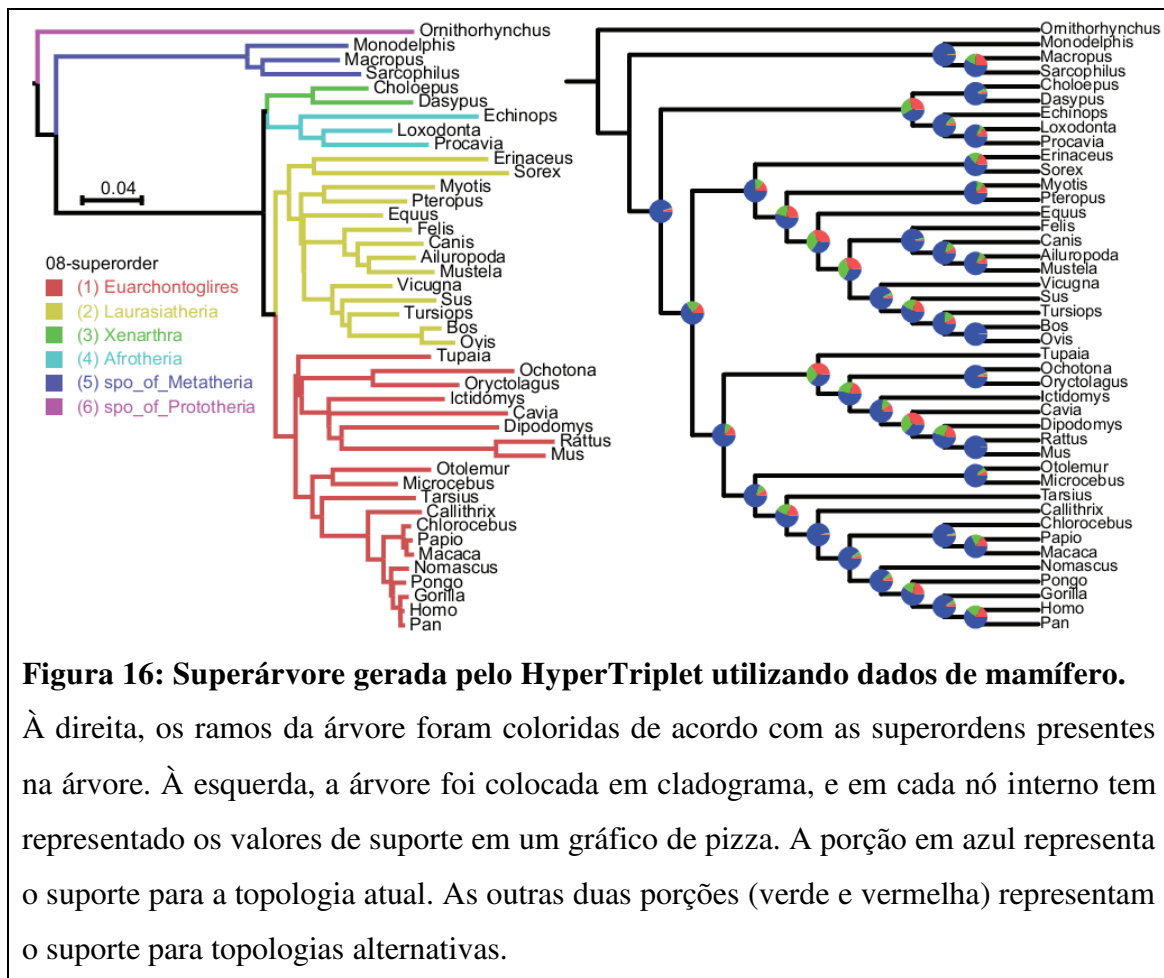 Ornithorhynchus
Monodelphis
Macropus
Sarcophilus
Choloepus
Dasypus
Echinops
Loxodonta
Procavia
Erinaceus
Sorex
Myotis
Pteropus
Equus
Felis
Canis
Ailuropoda
Mustela
Vicugna
Sus
Tursiops
Bos
Ovis
Tupaia
Ochotona
Oryctolagus
Ictidomys
Cavia
Dipodomys
Rattus
Mus
Otolemur
Microcebus
Tarsius
Callithrix
Chlorocebus
Papio
Macaca
Nomascus
Pongo
Gorilla
Homo
Pan
0.04
08-superorder
(1) Euarchontoglires
(2) Laurasiatheria
(3) Xenarthra
(4) Afrotheria
(5) spo_of_Metatheria
(6) spo_of_Prototheria
Ornithorhynchus
Monodelphis
Macropus
Sarcophilus
Choloepus
Dasypus
Echinops
Loxodonta
Procavia
Erinaceus
Sorex
Myotis
Pteropus
Equus
Felis
Canis
Ailuropoda
Mustela
Vicugna
Sus
Tursiops
Bos
Ovis
Tupaia
Ochotona
Oryctolagus
Ictidomys
Cavia
Dipodomys
Rattus
Mus
Otolemur
Microcebus
Tarsius
Callithrix
Chlorocebus
Papio
Macaca
Nomascus
Pongo
Gorilla
Homo
Pan
Figura 16: Superárvore gerada pelo HyperTriplet utilizando dados de mamífero.
À direita, os ramos da árvore foram coloridas de acordo com as superordens presentes
na árvore. À esquerda, a árvore foi colocada em cladograma, e em cada nó interno tem
representado os valores de suporte em um gráfico de pizza. A porção em azul representa
o suporte para a topologia atual. As outras duas porções (verde e vermelha) representam
o suporte para topologias alternativas.